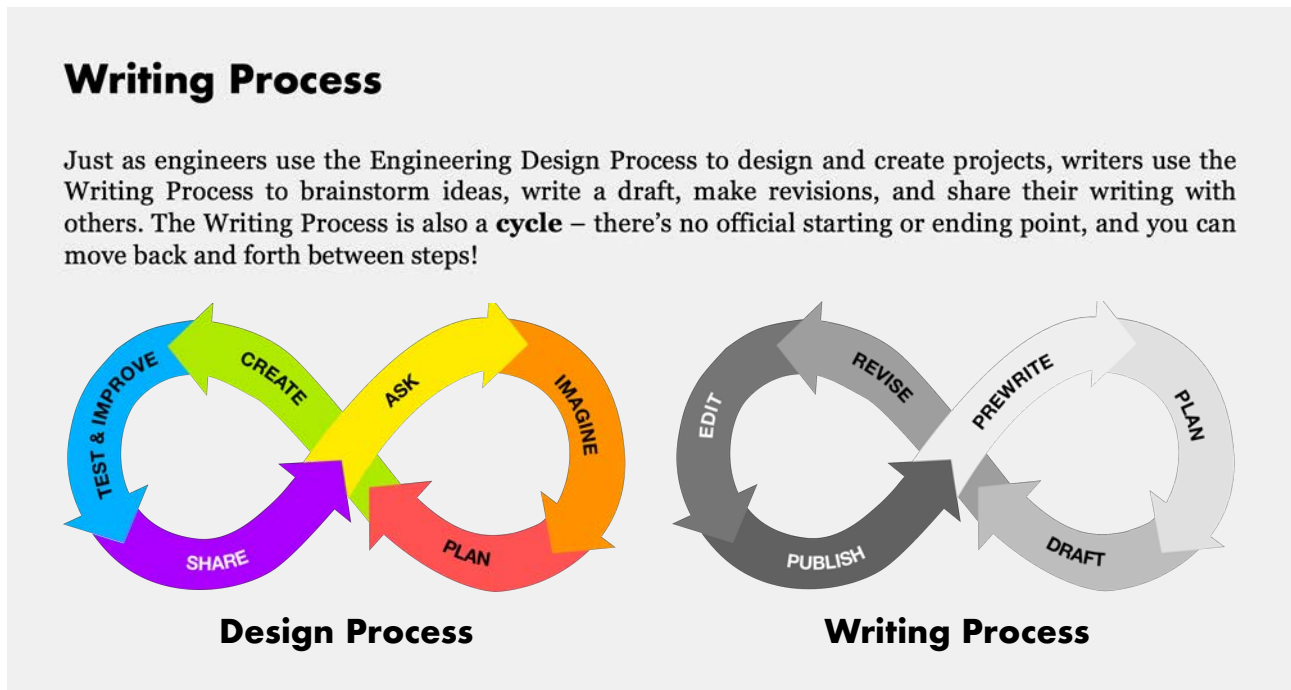 Writing Process
Just as engineers use the Engineering Design Process to design and create projects, writers use the
Writing Process to brainstorm ideas, write a draft, make revisions, and share their writing with
others. The Writing Process is also a cycle – there’s no official starting or ending point, and you can
move back and forth between steps!
TEST & IMPROVE
CREATE
ASK
IMAGINE
SHARE
PLAN
Design Process
EDIT
REVISE
PREWRITE
PLAN
PUBLISH
DRAFT
Writing Process